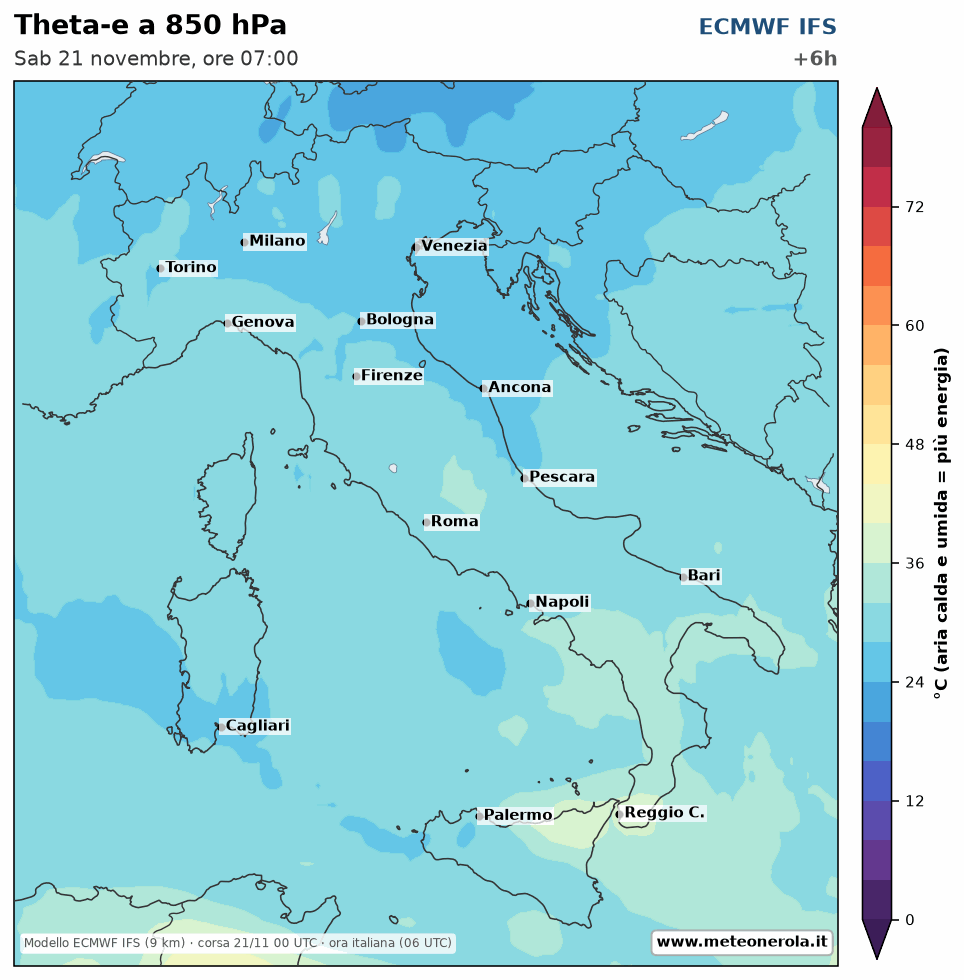 Theta-e a 850 hPa
ECMWF IFS
Sab 21 novembre, ore 07:00
+6h
Milano
Venezia
Torino
Genova
Bologna
Firenze
Ancona
Pescara
Roma
Bari
Napoli
Cagliari
Palermo
Reggio C.
72
60
48
36
24
12
0
°C (aria calda e umida = più energia)
Modello ECMWF IFS (9 km) · corsa 21/11 00 UTC · ora italiana (06 UTC)
www.meteonerola.it